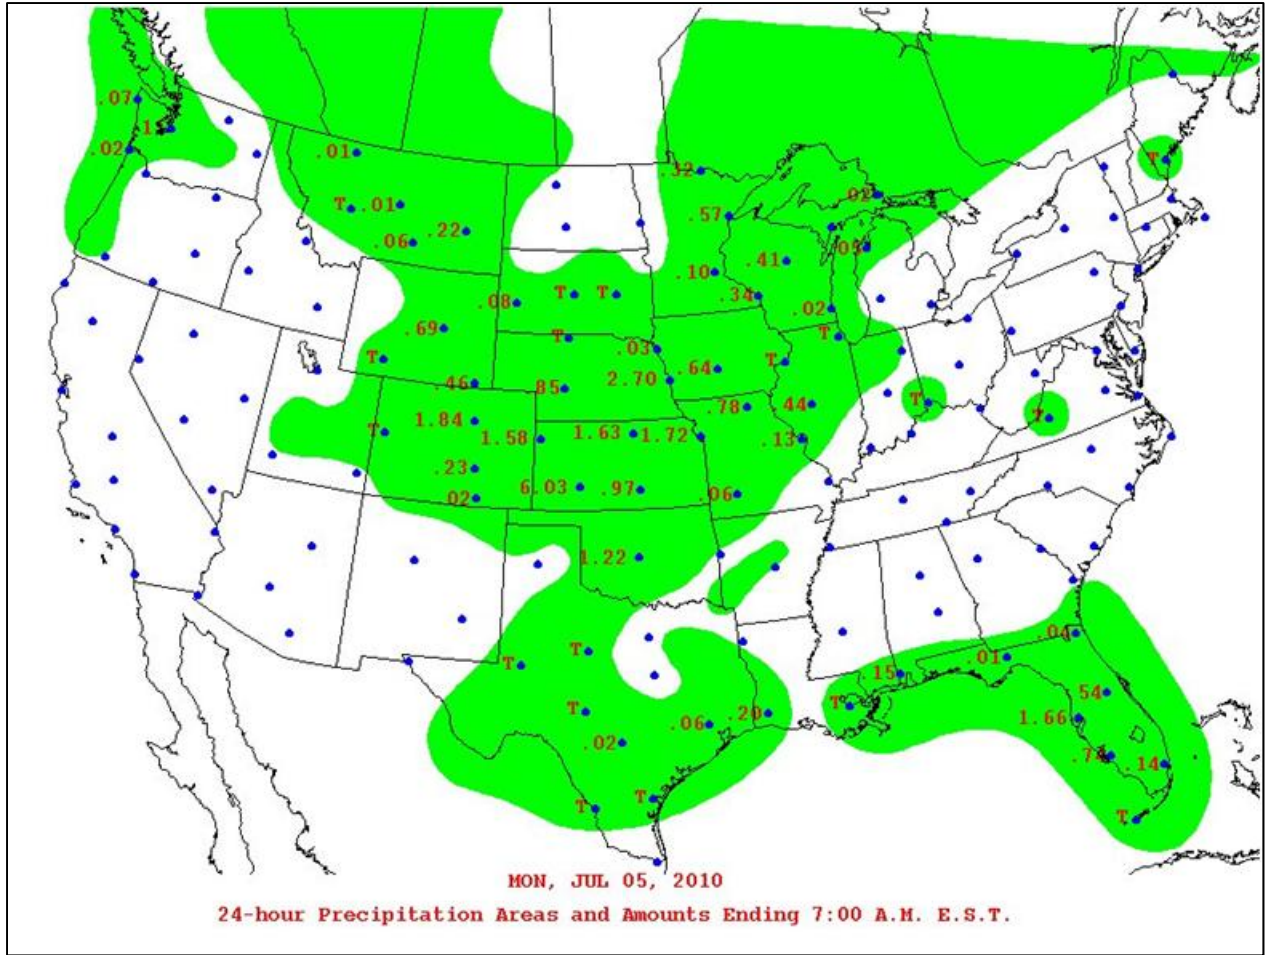 .07
.02
.01
T .01
.32
T
.02
.57
.06 .22
.05
.10 .41
.08 T T
.34
.02
.69
T T
.03
T T
.64
2.70
.46 .85
T
.78 .44
1.84
T
T
1.58 1.63 1.72
.13
.23
6.03 .97
.02 .06
1.22
.04
T
T .01
.15
.54
T T
.20 1.66
.06
.02
.14
T T
T
MON, JUL 05, 2010
24-hour Precipitation Areas and Amounts Ending 7:00 A.M. E.S.T.